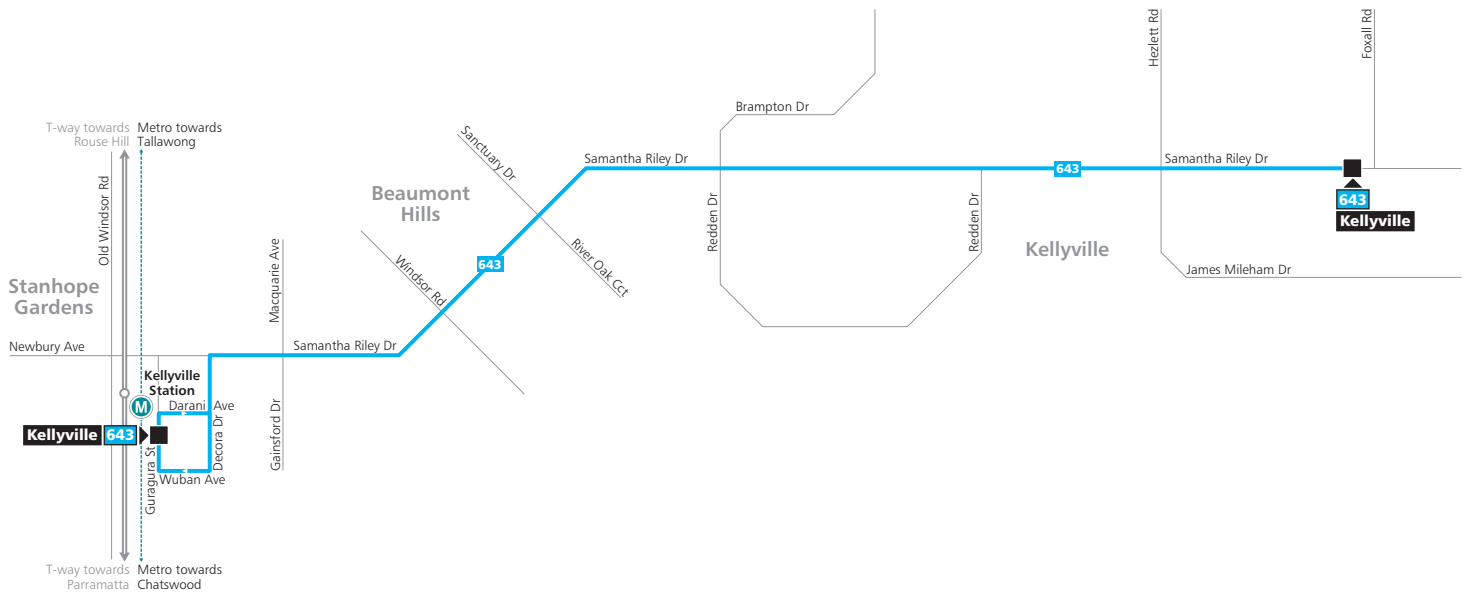 Hezlett Rd
Foxall Rd
Brampton Dr
T-way towards
Rouse Hill
Metro towards
Tallawong
Sanctuary Dr
Samantha Riley Dr
643
Samantha Riley Dr
643
Kellyville
Beaumont
Hills
Old Windsor Rd
Redden Dr
Redden Dr
Kellyville
River Oak Cct
643
Windsor Rd
Macquarie Ave
James Mileham Dr
Stanhope
Gardens
Newbury Ave
Samantha Riley Dr
Kellyville
Station
M
Darani Ave
Kellyville
643
Decora Dr
Gainsford Dr
Guragura St
Wuban Ave
T-way towards
Parramatta
Metro towards
Chatswood